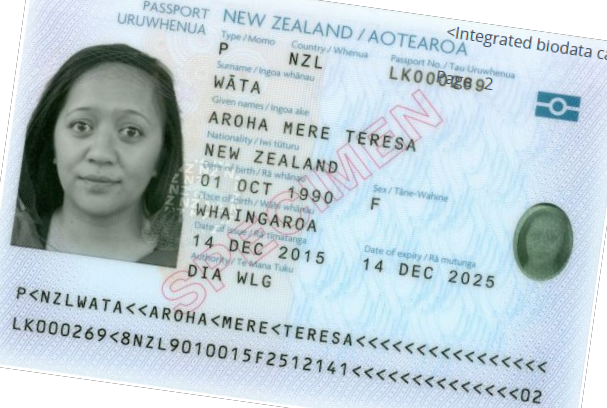 <Integrated biodata ca
Page 2
PASSPORT
URUWHENUA
NEW ZEALAND / AOTEAROA
Type / Momo Country / Whenua Passport No. / Tau Uruwhenua
P NZL LK000269
Surname / Ingoa whānau
WĀTA
Given names / Ingoa ake
AROHA MERE TERESA
Nationality / Iwi tūturu
NEW ZEALAND
of birth / Rā whānau
01 OCT 1990
Sex / Tāne-Wahine
F
Place of birth / Wāhi whānau
WHAINGAROA
Date of issue / Rā timatanga
14 DEC 2015
Date of expiry / Rā mutunga
14 DEC 2025
Authority / Te Mana Tuku
DIA WLG
SPECIMEN
P<NZLWATA<<AROHA<MERE<TERESA<<<<<<<<<<<<<<<<
LK000269<8NZL9010015F2512141<<<<<<<<<<<<<<02